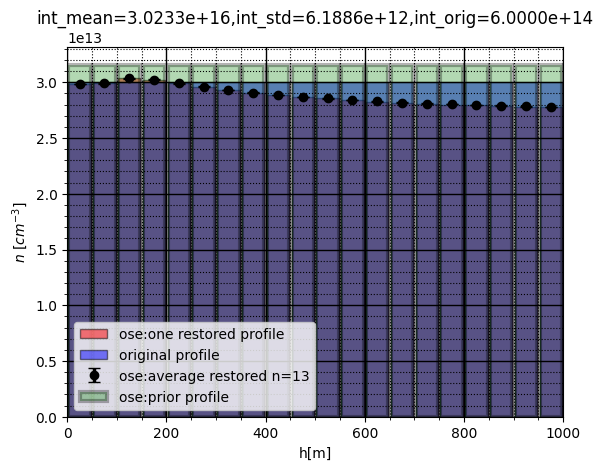 int_mean=3.0233e+16,int_std=6.1886e+12,int_orig=6.0000e+14
1e13
3.0
2.5
2.0
1.5
1.0
0.5
0.0
n [cm⁻³]
ose:one restored profile
original profile
ose:average restored n=13
ose:prior profile
0 200 400 600 800 1000
h[m]